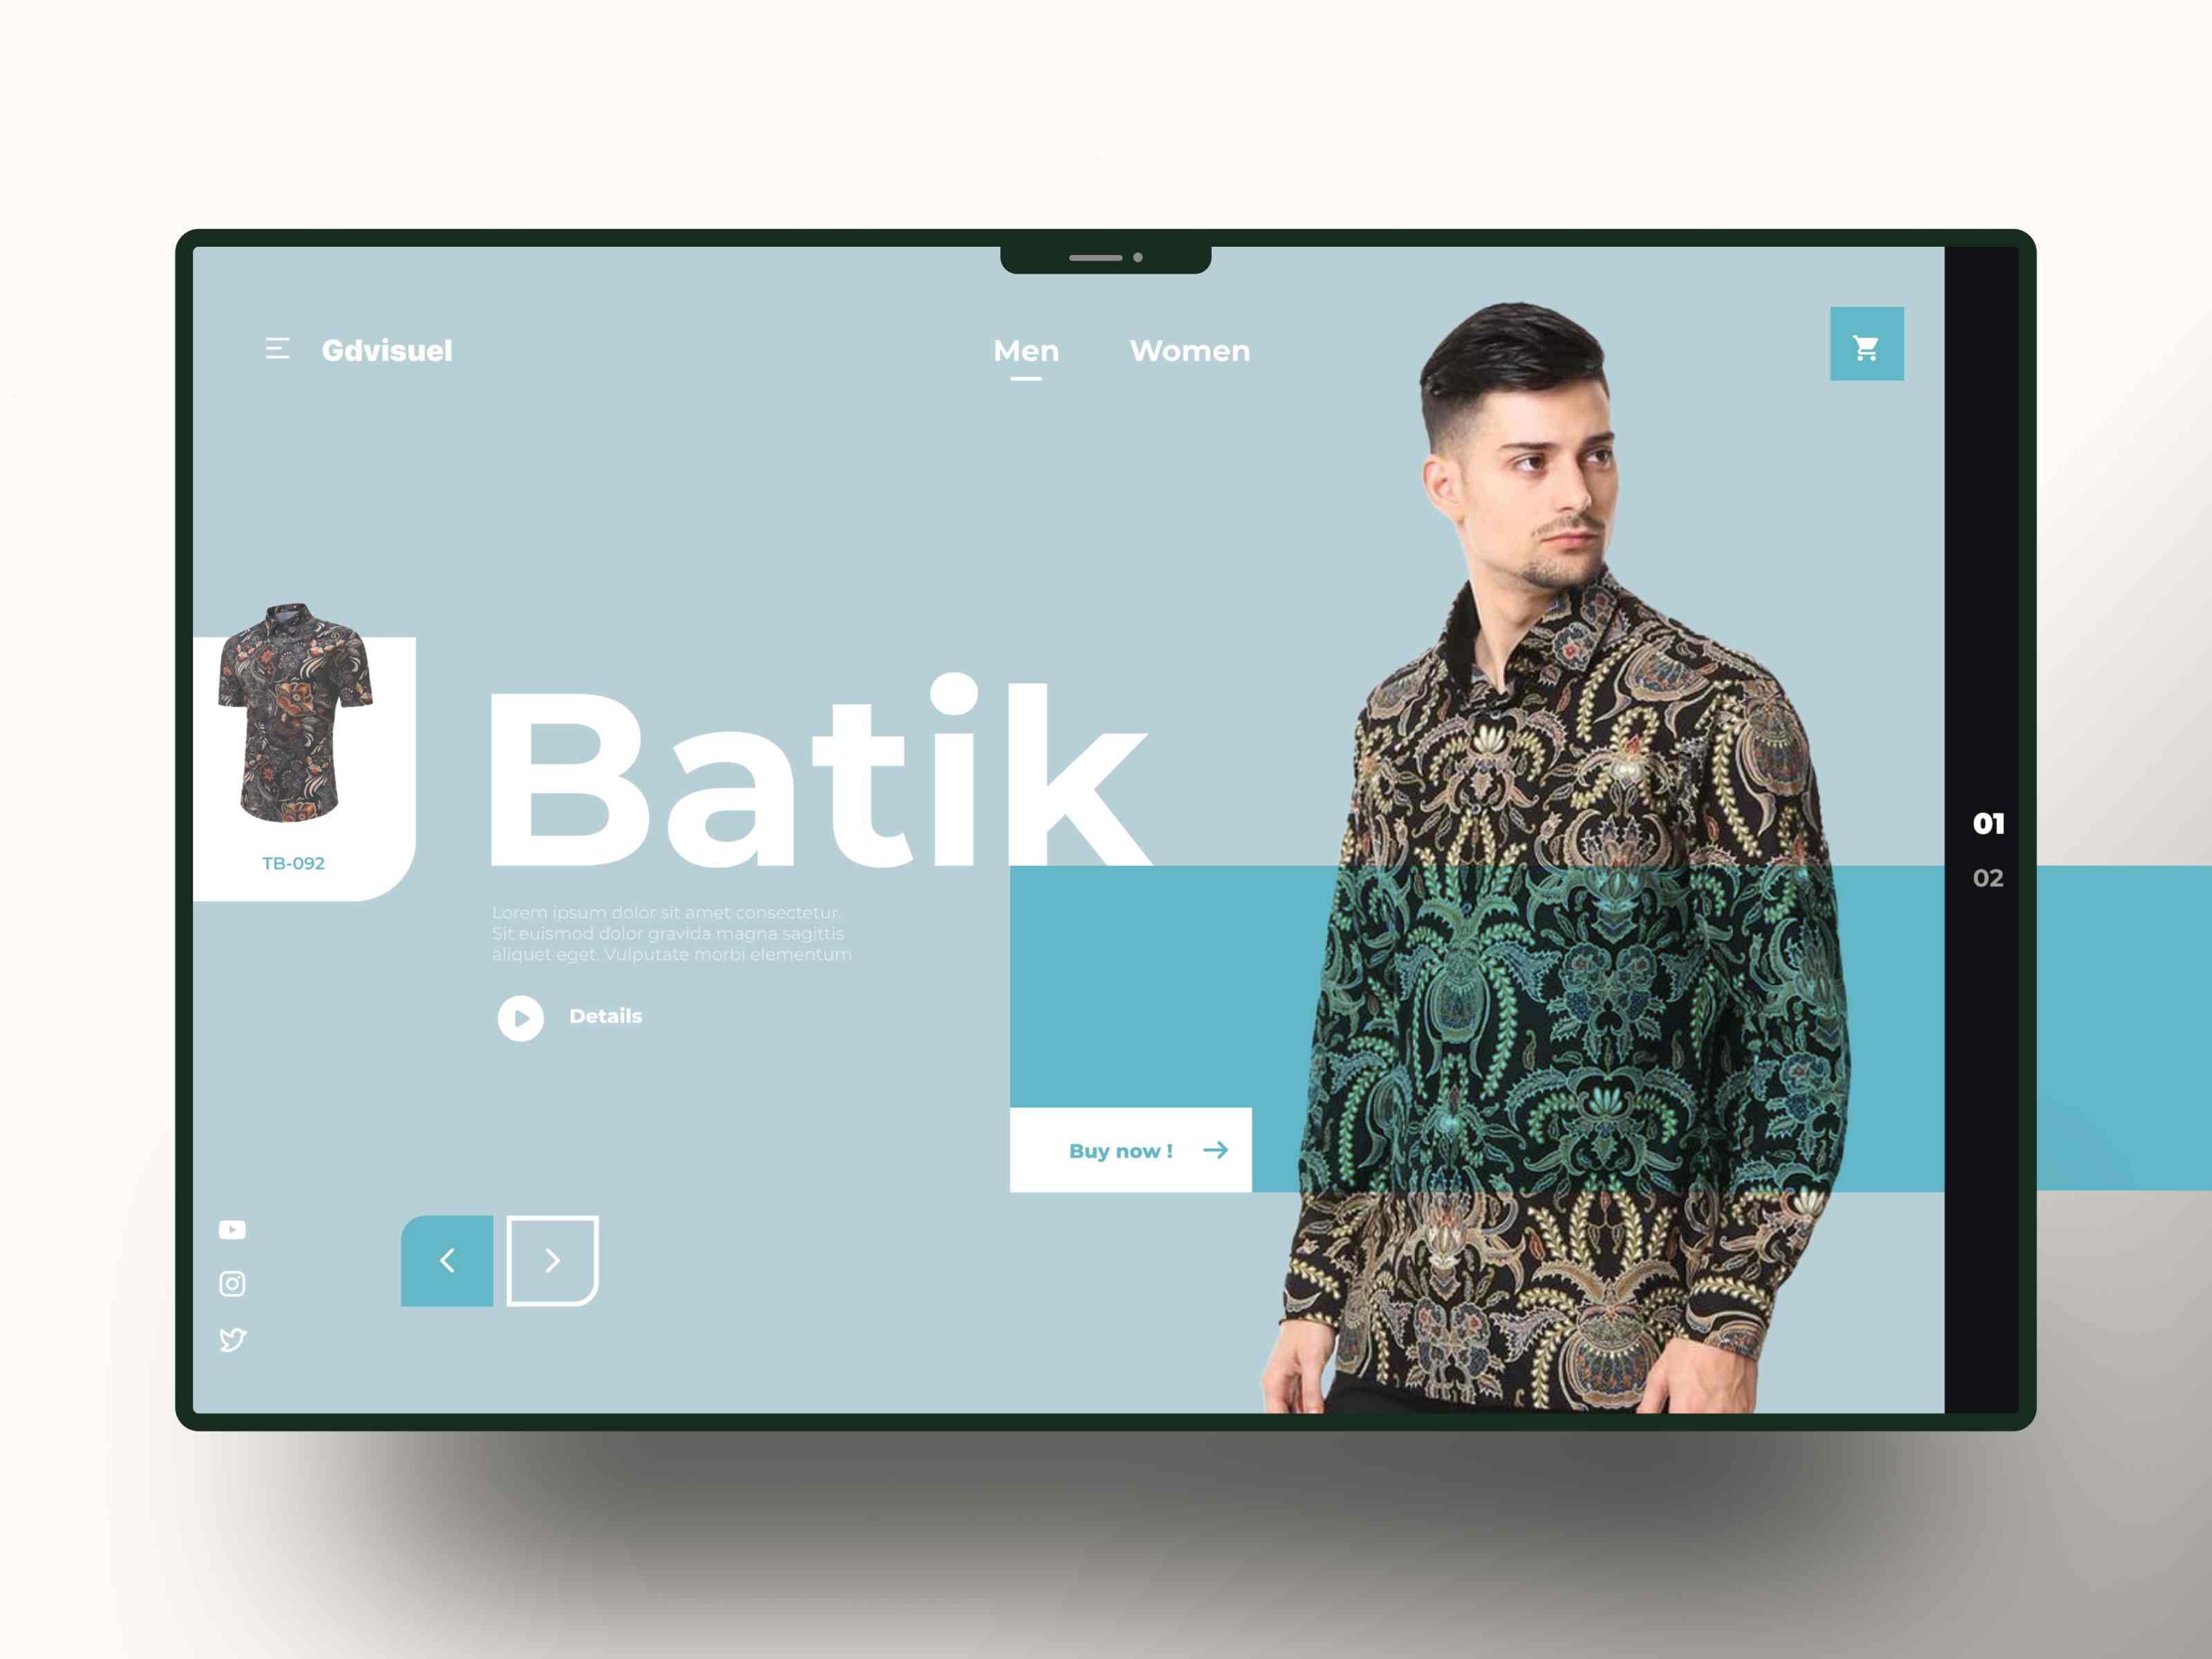 Gdvisuel
Men
Women
TB-092
Batik
Lorem ipsum dolor sit amet consectetur.
Sit euismod dolor gravida magna sagittis
aliquet eget. Vulputate morbi elementum
Details
Buy now !
01
02